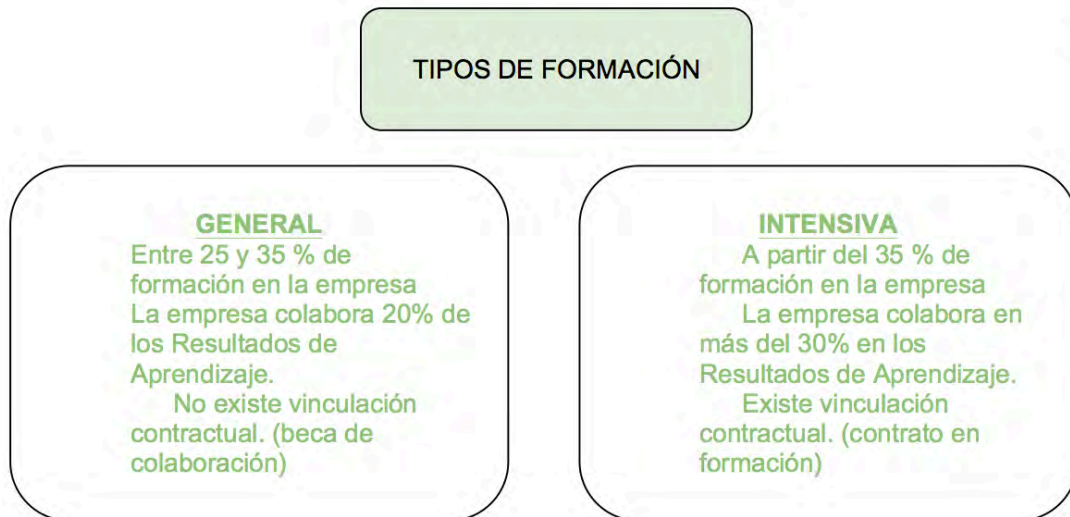 TIPOS DE FORMACIÓN
GENERAL
Entre 25 y 35 % de
formación en la empresa
La empresa colabora 20% de
los Resultados de
Aprendizaje.
No existe vinculación
contractual. (beca de
colaboración)
INTENSIVA
A partir del 35 % de
formación en la empresa
La empresa colabora en
más del 30% en los
Resultados de Aprendizaje.
Existe vinculación
contractual. (contrato en
formación)